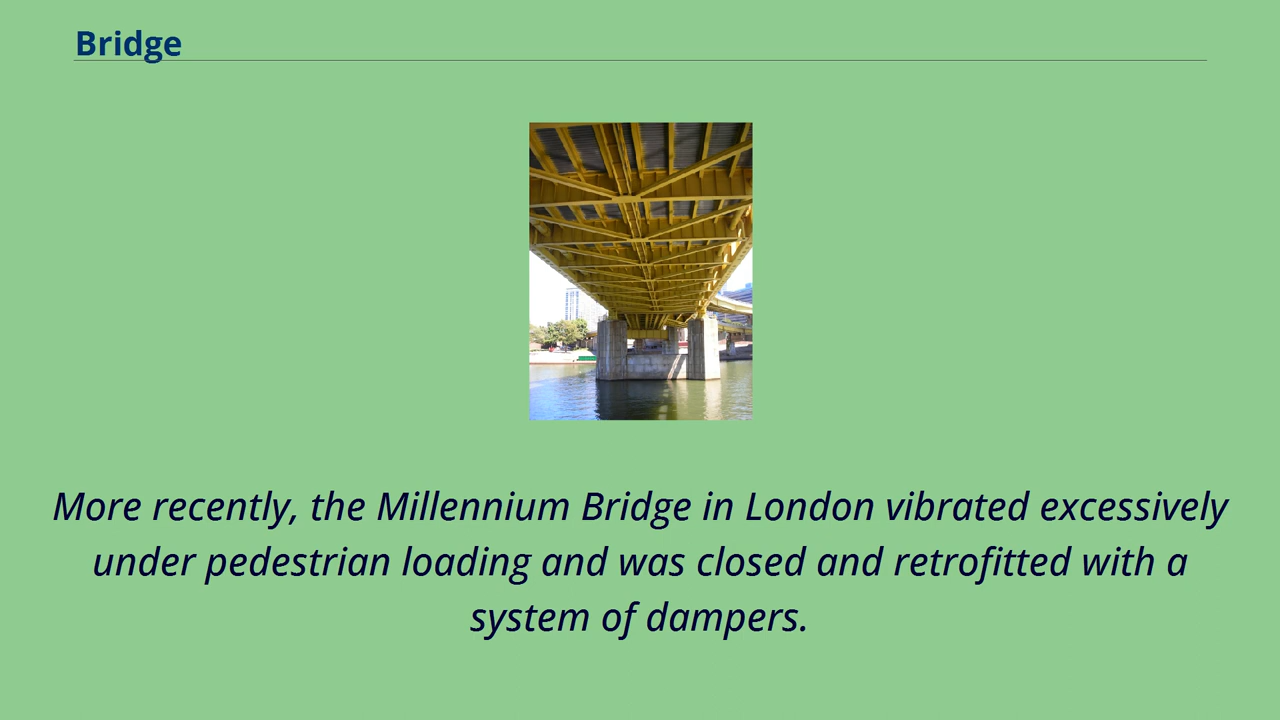 Bridge
More recently, the Millennium Bridge in London vibrated excessively
under pedestrian loading and was closed and retrofitted with a
system of dampers.